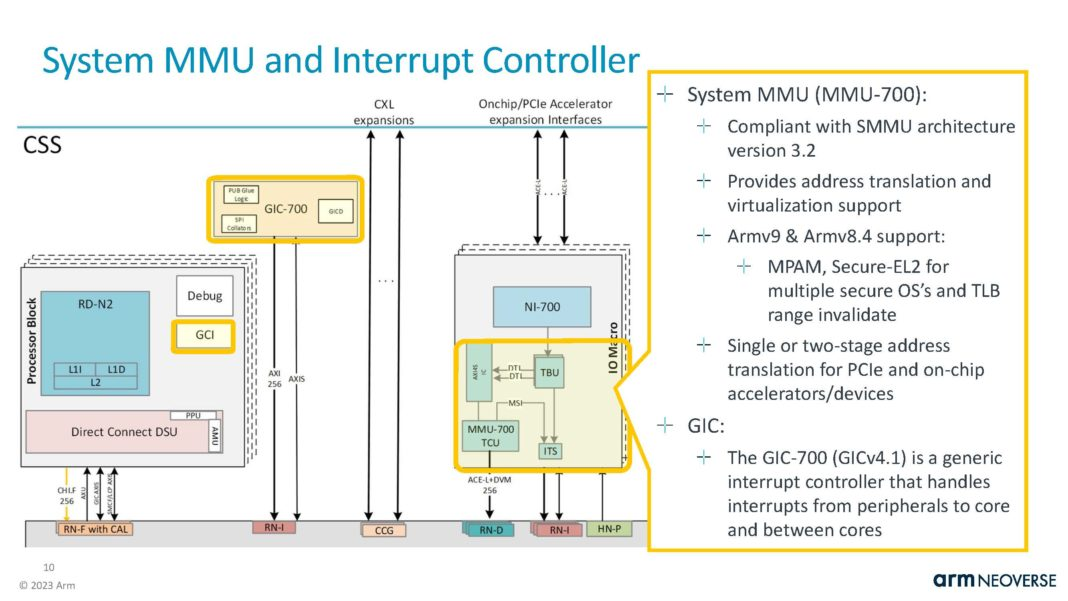 System MMU and Interrupt Controller
CXL
expansions
Onchip/PCIe Accelerator
expansion Interfaces
CSS
PUB Glue
Logic
SPI
Collators
GIC-700
GICD
ACE-L
. . .
ACE-L
. . .
Processor Block
RD-N2
L1I
L1D
L2
Debug
GCI
Direct Connect DSU
PPU
AMU
AXI
256
AXIS
IO Macro
NI-700
AXI4S
IC
DTI
DTI
TBU
MSI
MMU-700
TCU
ITS
CHI.F
256
AXIU
GIC AXIS
SMCF/LCP AXI5
ACE-L+DVM
256
RN-F with CAL
RN-I
CCG
RN-D
RN-I
HN-P
System MMU (MMU-700):
Compliant with SMMU architecture
version 3.2
Provides address translation and
virtualization support
Armv9 & Armv8.4 support:
MPAM, Secure-EL2 for
multiple secure OS’s and TLB
range invalidate
Single or two-stage address
translation for PCIe and on-chip
accelerators/devices
GIC:
The GIC-700 (GICv4.1) is a generic
interrupt controller that handles
interrupts from peripherals to core
and between cores
10
© 2023 Arm
arm NEOVERSE